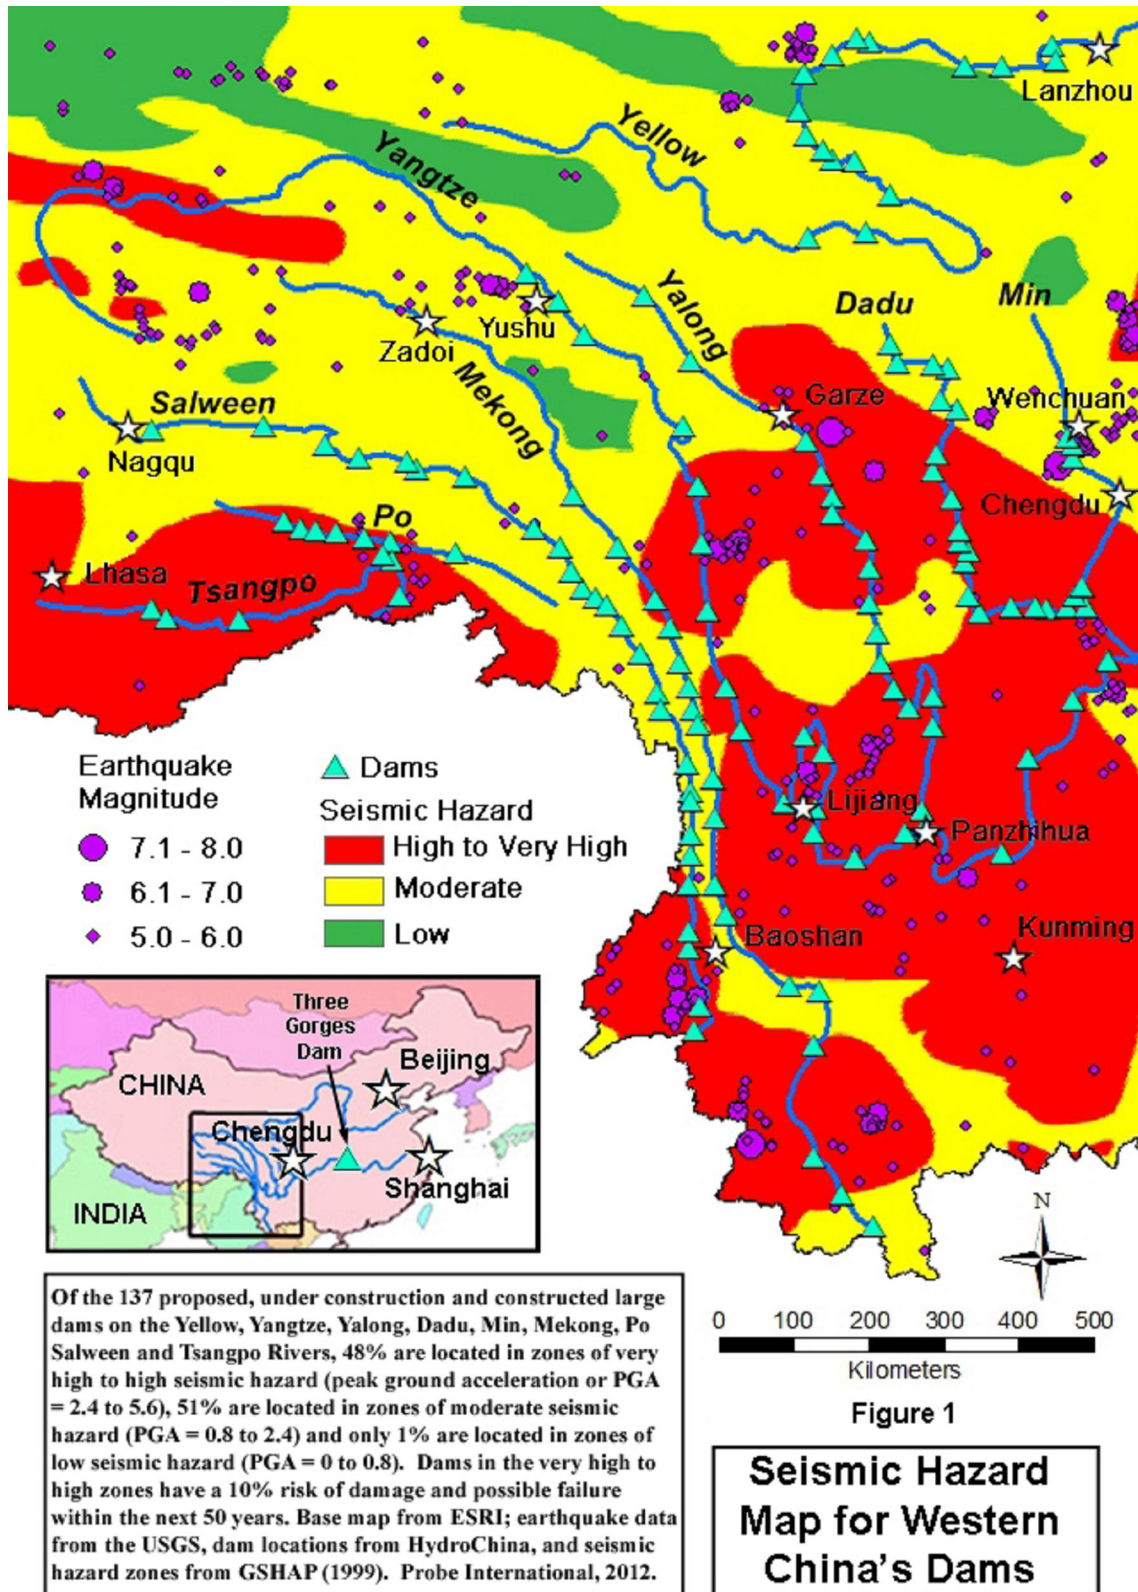 Lanzhou
Yellow
Yangtze
Yalong
Dadu
Min
Yushu
Zadoi
Mekong
Garze
Wenchuan
Salween
Nagqu
Chengdu
Po
Lhasa
Tsangpo
Earthquake
Magnitude
7.1 - 8.0
6.1 - 7.0
5.0 - 6.0
Dams
Seismic Hazard
High to Very High
Moderate
Low
Lijiang
Panzhihua
Baoshan
Kunming
Three
Gorges
Dam
Beijing
CHINA
Chengdu
Shanghai
INDIA
N
0 100 200 300 400 500
Kilometers
Figure 1
Of the 137 proposed, under construction and constructed large
dams on the Yellow, Yangtze, Yalong, Dadu, Min, Mekong, Po
Salween and Tsangpo Rivers, 48% are located in zones of very
high to high seismic hazard (peak ground acceleration or PGA
= 2.4 to 5.6), 51% are located in zones of moderate seismic
hazard (PGA = 0.8 to 2.4) and only 1% are located in zones of
low seismic hazard (PGA = 0 to 0.8).  Dams in the very high to
high zones have a 10% risk of damage and possible failure
within the next 50 years. Base map from ESRI; earthquake data
from the USGS, dam locations from HydroChina, and seismic
hazard zones from GSHAP (1999).  Probe International, 2012.
Seismic Hazard
Map for Western
China's Dams